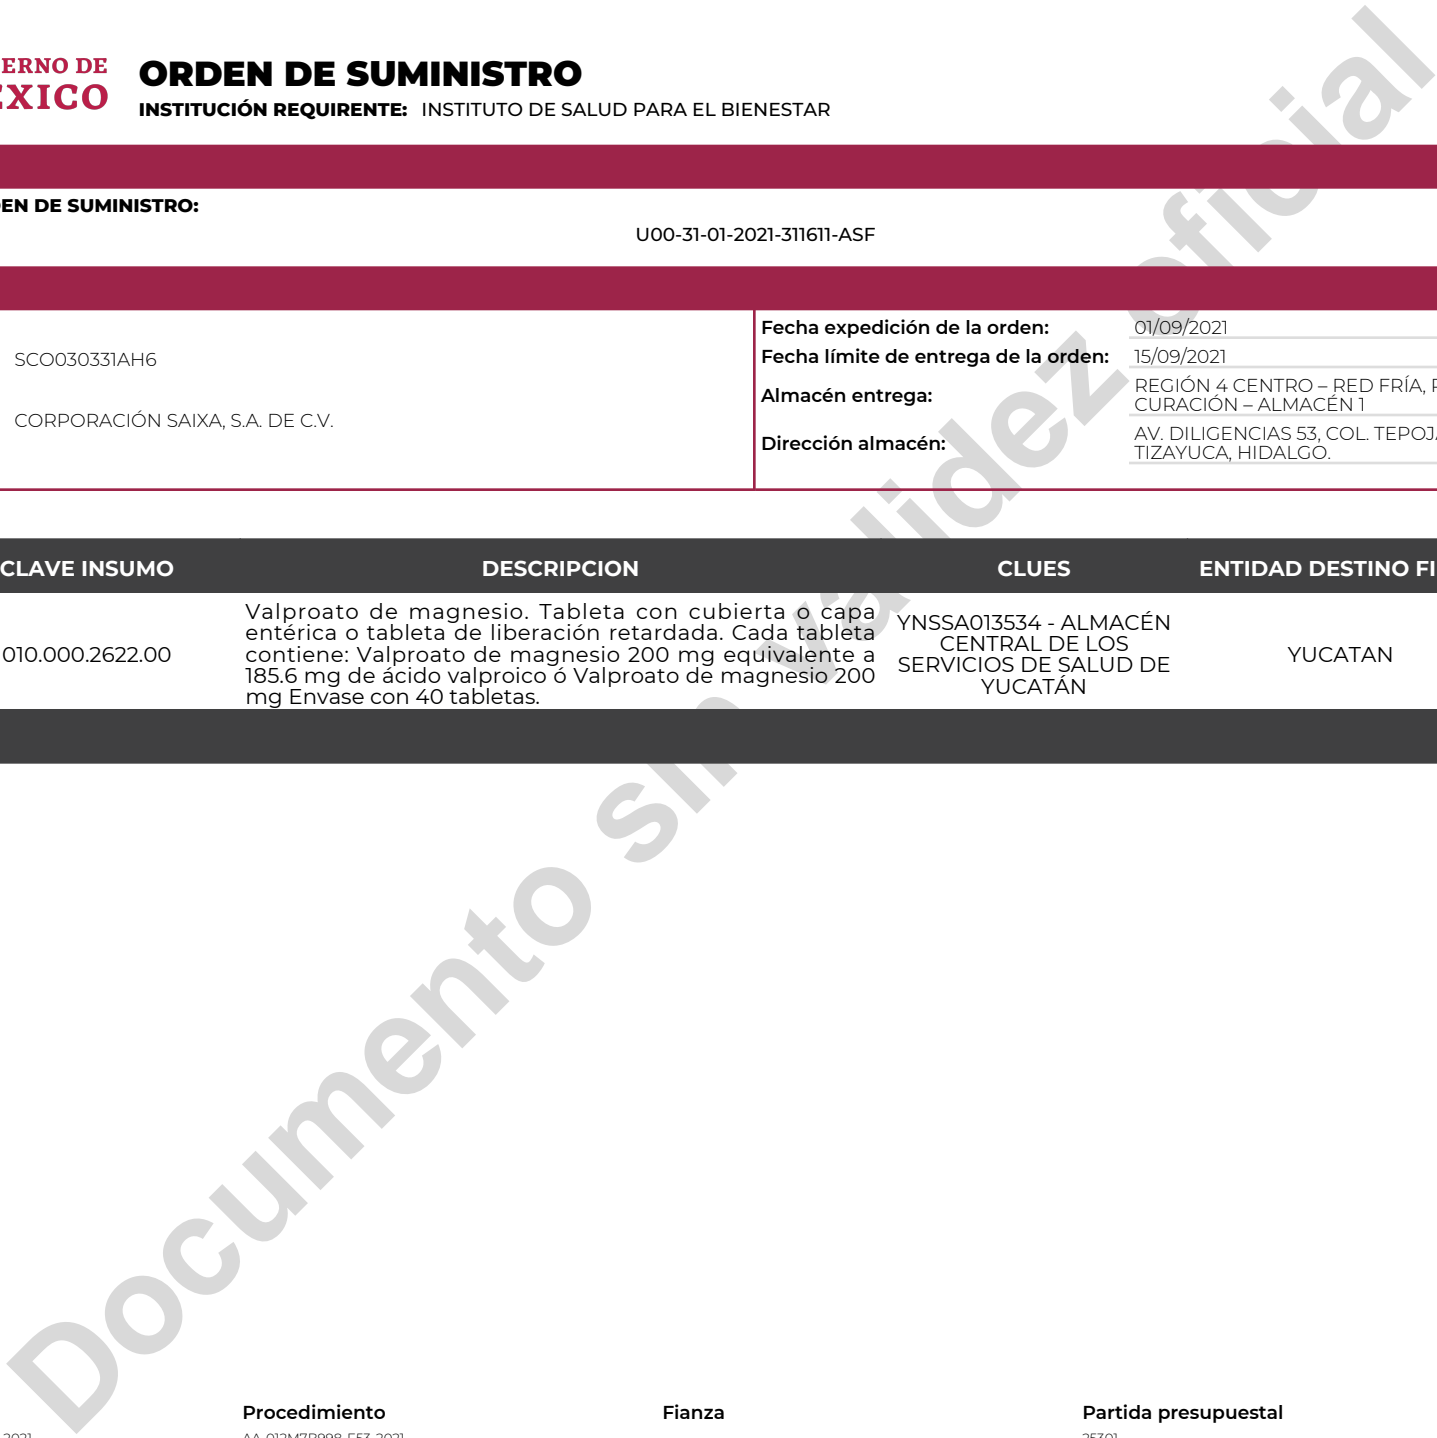 ERNO DE
EXICO
ORDEN DE SUMINISTRO
INSTITUCIÓN REQUIRENTE: INSTITUTO DE SALUD PARA EL BIENESTAR
EN DE SUMINISTRO:
U00-31-01-2021-311611-ASF
SCO030331AH6
CORPORACIÓN SAIXA, S.A. DE C.V.
Fecha expedición de la orden: 01/09/2021
Fecha límite de entrega de la orden: 15/09/2021
Almacén entrega: REGIÓN 4 CENTRO – RED FRÍA,
CURACIÓN – ALMACÉN 1
Dirección almacén: AV. DILIGENCIAS 53, COL. TEPOJ
TIZAYUCA, HIDALGO.
CLAVE INSUMO DESCRIPCION CLUES ENTIDAD DESTINO FI
010.000.2622.00
Valproato de magnesio. Tableta con cubierta o capa
entérica o tableta de liberación retardada. Cada tableta
contiene: Valproato de magnesio 200 mg equivalente a
185.6 mg de ácido valproico ó Valproato de magnesio 200
mg Envase con 40 tabletas.
YNSSA013534 - ALMACÉN
CENTRAL DE LOS
SERVICIOS DE SALUD DE
YUCATÁN
YUCATAN
Documento sin validez oficial
Procedimiento Fianza Partida presupuestal